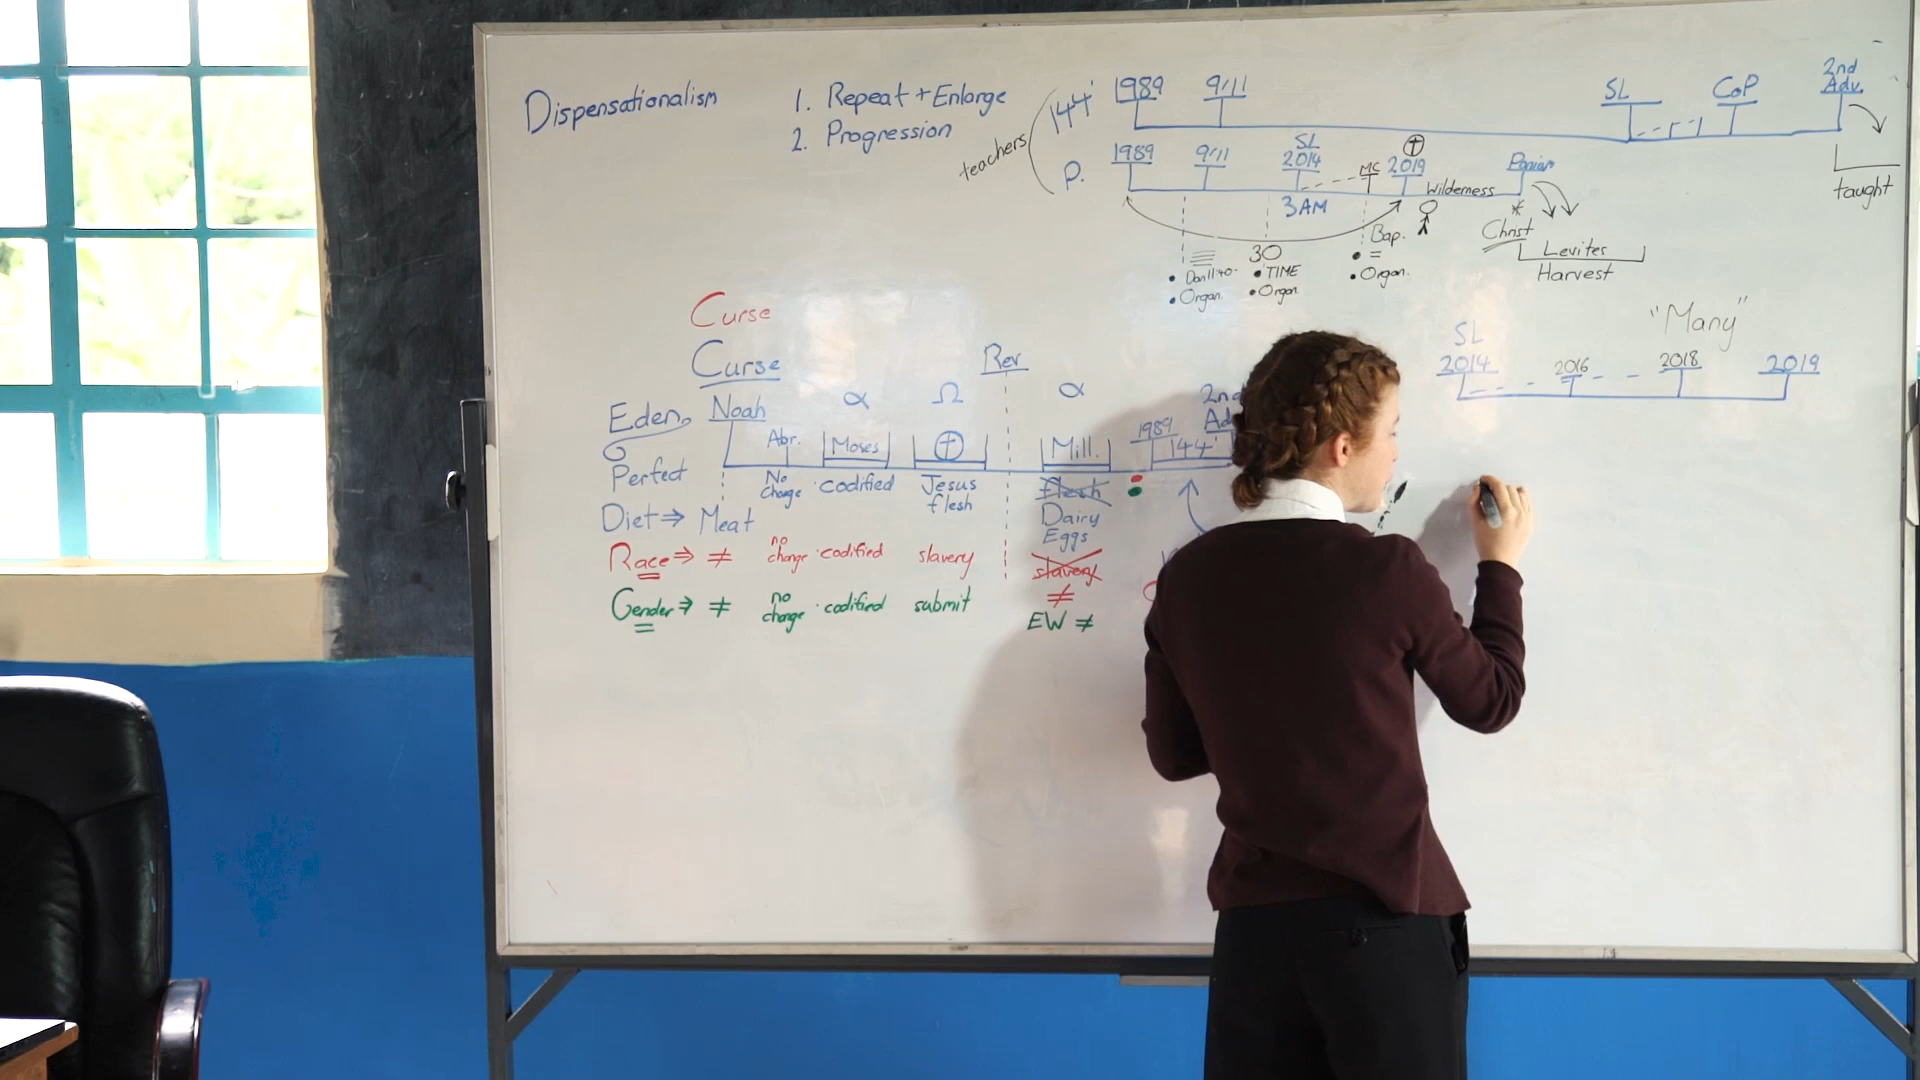 Dispensationalism
1. Repeat + Enlarge
2. Progression
teachers
144
1989
9/11
SL
CoP
2nd
Adv.
taught
P.
1989
9/11
SL
2014
3AM
MC
2019
Wilderness
Christ
Levites
Harvest
30
• TIME
• Organ.
• Organ.
Bap.
• =
• Organ.
Curse
Curse
Rev
α Ω α
Eden
Noah
Abr.
Moses
Mill.
1989
144
2nd
Perfect
No
change
• codified
Jesus
flesh
flesh
Dairy
Eggs
Diet ⇒ Meat
Race ⇒ ≠
no
change
• codified
slavery
slavery
≠
Gender ⇒ ≠
no
change
• codified
submit
EW ≠
"Many"
SL
2014
2016
2018
2019